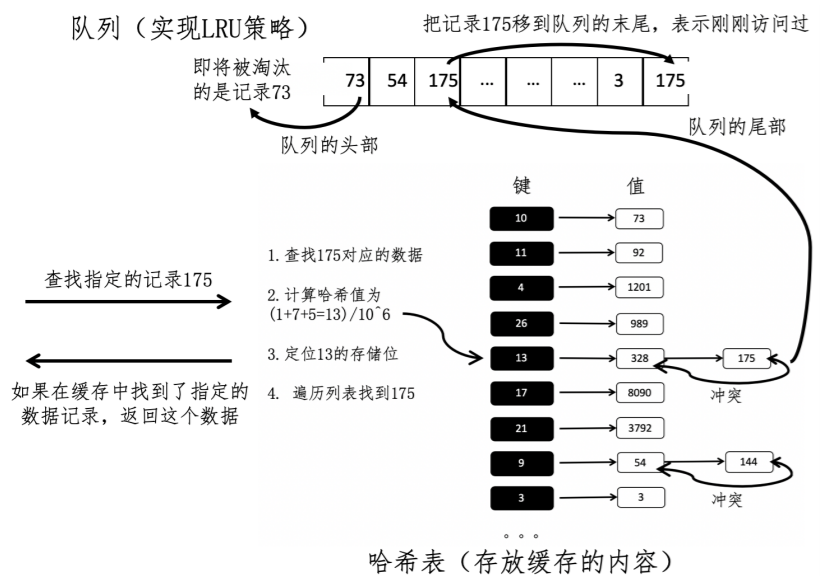 队列（实现LRU策略）
把记录175移到队列的末尾，表示刚刚访问过
即将被淘汰
的是记录73
73 54 175 ... ... ... 3 175
队列的头部
队列的尾部
键 值
10 73
11 92
4 1201
26 989
13 328 175
冲突
17 8090
21 3792
9 54 144
冲突
3 3
。。。
1.查找175对应的数据
2.计算哈希值为
(1+7+5=13)/10^6
3.定位13的存储位
4. 遍历列表找到175
查找指定的记录175
如果在缓存中找到了指定的
数据记录，返回这个数据
哈希表（存放缓存的内容）